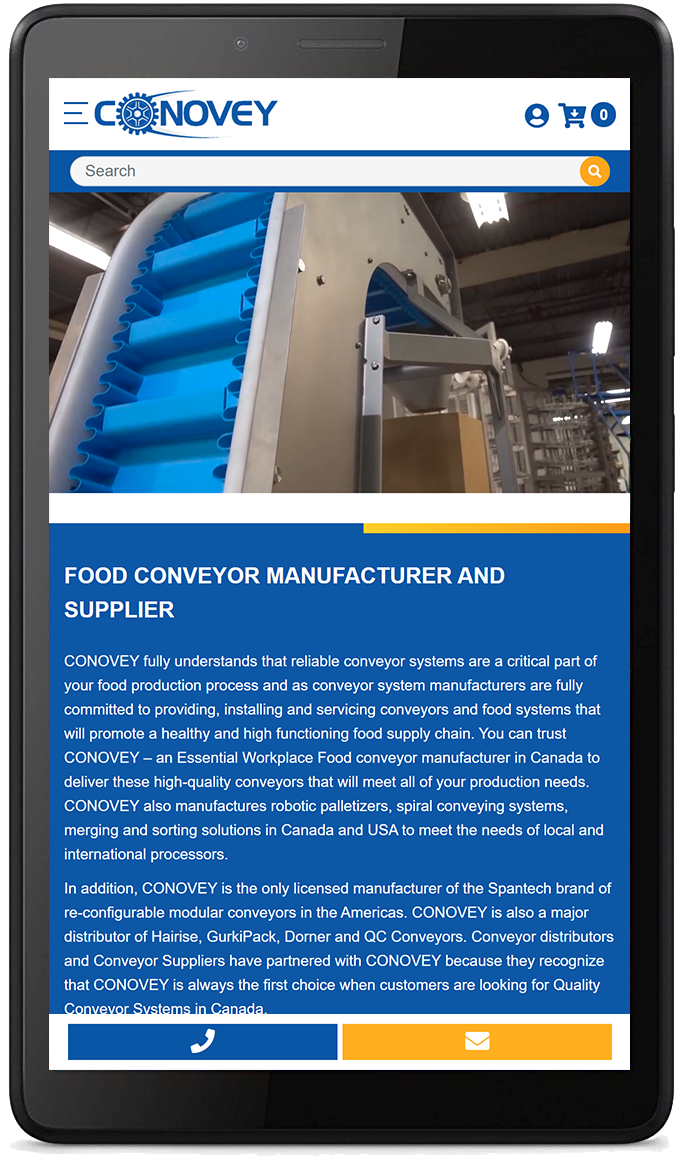 CONOVEY
0
Search
FOOD CONVEYOR MANUFACTURER AND
SUPPLIER
CONOVEY fully understands that reliable conveyor systems are a critical part of
your food production process and as conveyor system manufacturers are fully
committed to providing, installing and servicing conveyors and food systems that
will promote a healthy and high functioning food supply chain. You can trust
CONOVEY – an Essential Workplace Food conveyor manufacturer in Canada to
deliver these high-quality conveyors that will meet all of your production needs.
CONOVEY also manufactures robotic palletizers, spiral conveying systems,
merging and sorting solutions in Canada and USA to meet the needs of local and
international processors.
In addition, CONOVEY is the only licensed manufacturer of the Spantech brand of
re-configurable modular conveyors in the Americas. CONOVEY is also a major
distributor of Hairise, GurkiPack, Dorner and QC Conveyors. Conveyor distributors
and Conveyor Suppliers have partnered with CONOVEY because they recognize
that CONOVEY is always the first choice when customers are looking for Quality
Conveyor Systems in Canada.